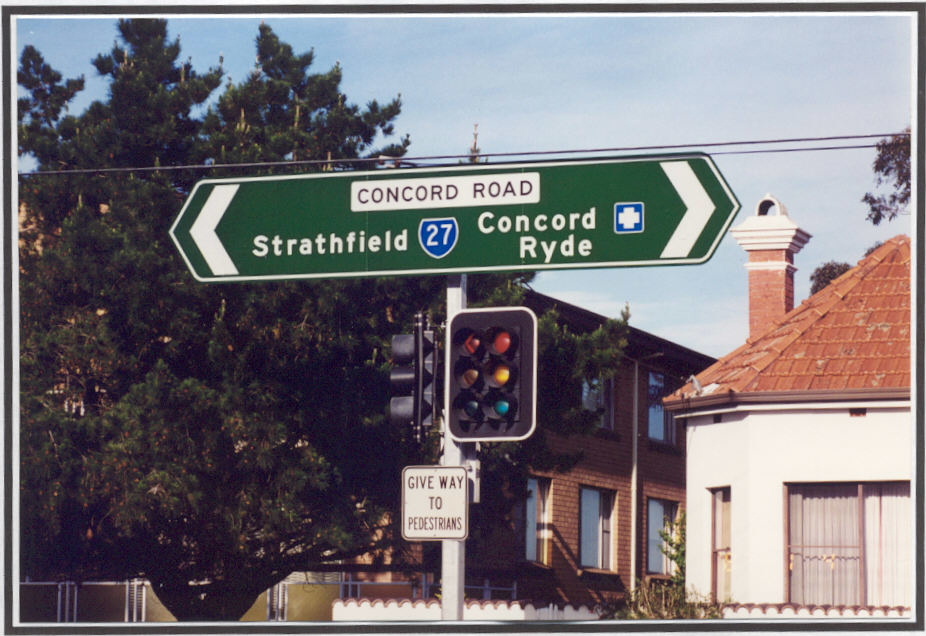 CONCORD ROAD
Strathfield 27 Concord
Ryde
GIVE WAY
TO
PEDESTRIANS